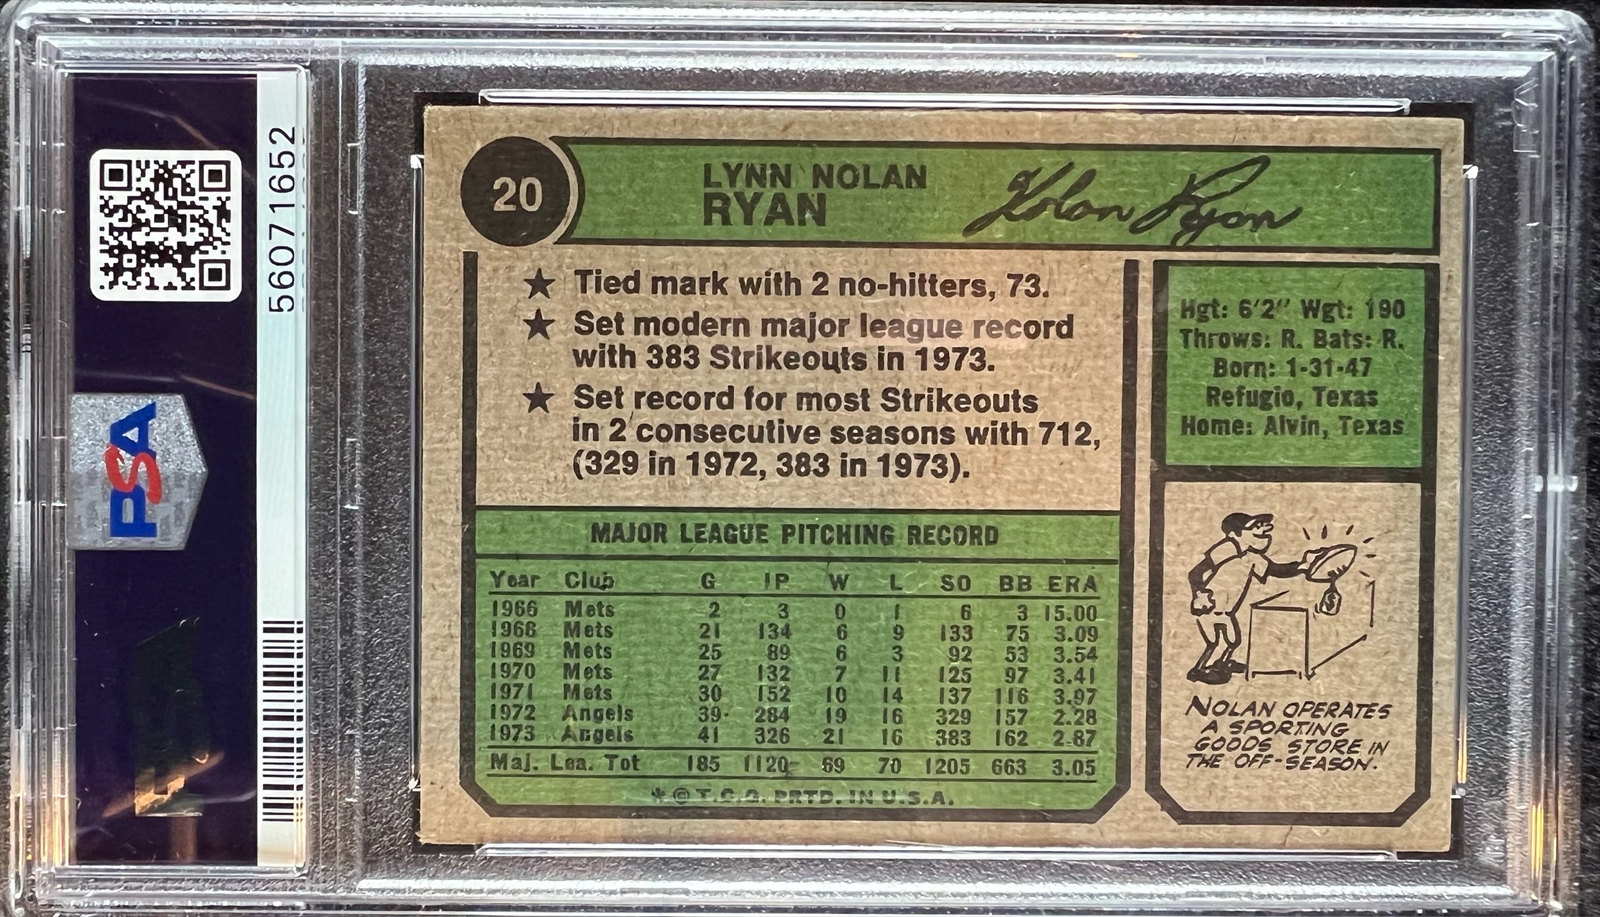 56071652
PSA
20
LYNN NOLAN
RYAN
Nolan Ryan
★ Tied mark with 2 no-hitters, 73.
★ Set modern major league record
with 383 Strikeouts in 1973.
★ Set record for most Strikeouts
in 2 consecutive seasons with 712,
(329 in 1972, 383 in 1973).
Hgt: 6'2" Wgt: 190
Throws: R. Bats: R.
Born: 1-31-47
Refugio, Texas
Home: Alvin, Texas
MAJOR LEAGUE PITCHING RECORD
Year Club G IP W L SO BB ERA
1966 Mets 2 3 0 1 6 3 15.00
1968 Mets 21 134 6 9 133 75 3.09
1969 Mets 25 89 6 3 92 53 3.54
1970 Mets 27 132 7 11 125 97 3.41
1971 Mets 30 152 10 14 137 116 3.97
1972 Angels 39 284 19 16 329 157 2.28
1973 Angels 41 326 21 16 383 162 2.87
Maj. Lea. Tot 185 1120 69 70 1205 663 3.05
* © T.C.G. PRTD. IN U.S.A.
$
NOLAN OPERATES
A SPORTING
GOODS STORE IN
THE OFF-SEASON.